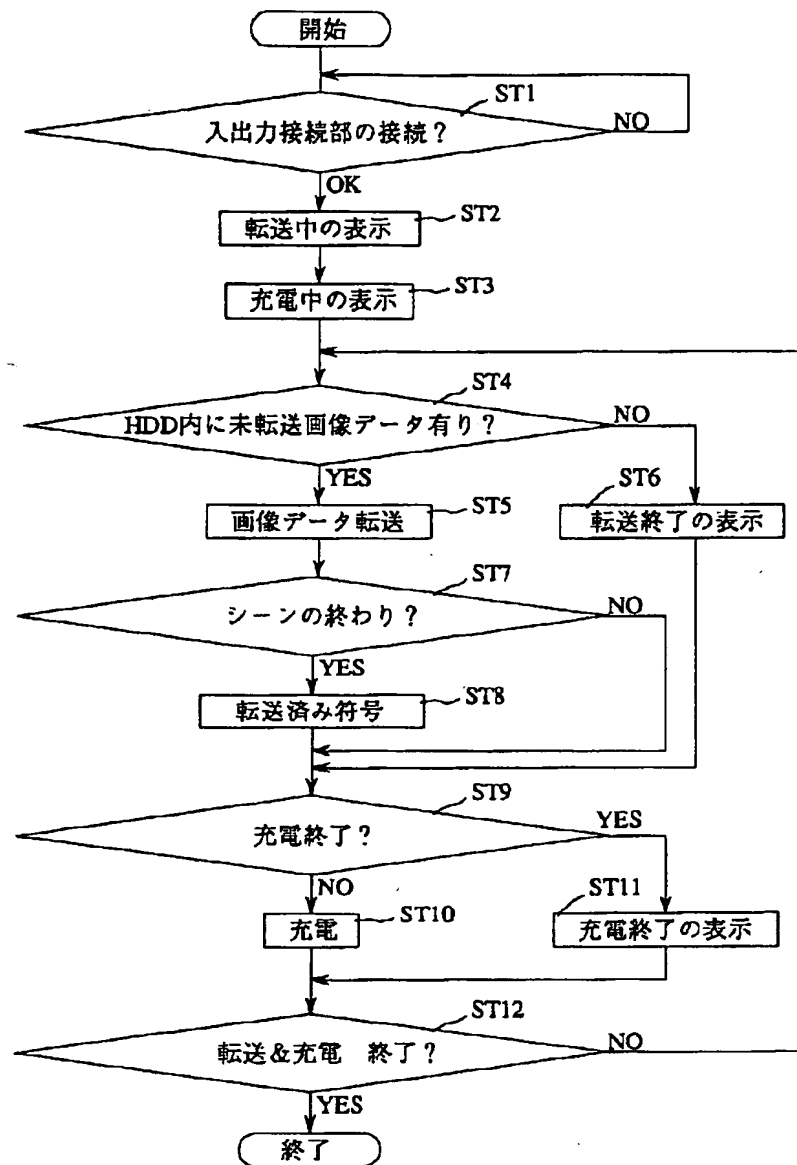 開始
ST1
入出力接続部の接続?
NO
OK
ST2
転送中の表示
ST3
充電中の表示
ST4
HDD内に未転送画像データ有り?
NO
YES
ST5
ST6
画像データ転送
転送終了の表示
ST7
シーンの終わり?
NO
YES
ST8
転送済み符号
ST9
充電終了?
YES
NO
ST10
ST11
充電
充電終了の表示
ST12
転送&充電　終了?
NO
YES
終了